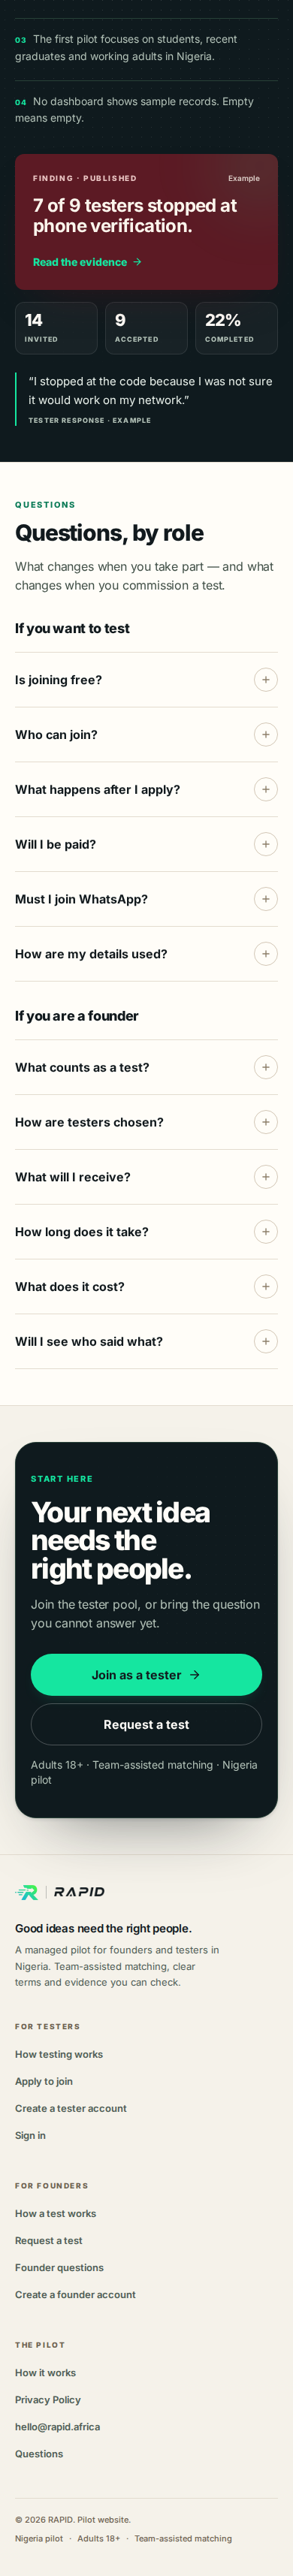 03 The first pilot focuses on students, recent
graduates and working adults in Nigeria.
04 No dashboard shows sample records. Empty
means empty.
FINDING · PUBLISHED
Example
7 of 9 testers stopped at
phone verification.
Read the evidence →
14
INVITED
9
ACCEPTED
22%
COMPLETED
“I stopped at the code because I was not sure
it would work on my network.”
TESTER RESPONSE · EXAMPLE
QUESTIONS
Questions, by role
What changes when you take part — and what
changes when you commission a test.
If you want to test
Is joining free?
Who can join?
What happens after I apply?
Will I be paid?
Must I join WhatsApp?
How are my details used?
If you are a founder
What counts as a test?
How are testers chosen?
What will I receive?
How long does it take?
What does it cost?
Will I see who said what?
START HERE
Your next idea
needs the
right people.
Join the tester pool, or bring the question
you cannot answer yet.
Join as a tester →
Request a test
Adults 18+ · Team-assisted matching · Nigeria
pilot
RAPID
Good ideas need the right people.
A managed pilot for founders and testers in
Nigeria. Team-assisted matching, clear
terms and evidence you can check.
FOR TESTERS
How testing works
Apply to join
Create a tester account
Sign in
FOR FOUNDERS
How a test works
Request a test
Founder questions
Create a founder account
THE PILOT
How it works
Privacy Policy
hello@rapid.africa
Questions
© 2026 RAPID. Pilot website.
Nigeria pilot · Adults 18+ · Team-assisted matching